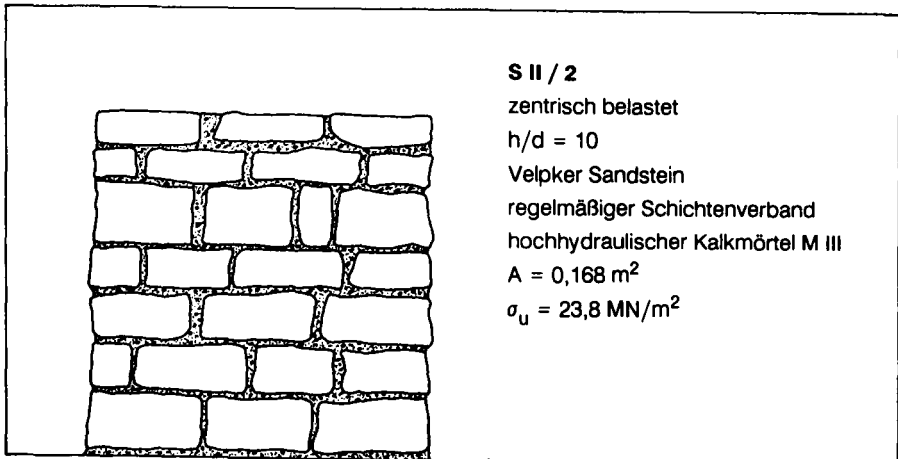 S II / 2
zentrisch belastet
h/d = 10
Velpker Sandstein
regelmäßiger Schichtenverband
hochhydraulischer Kalkmörtel M III
A = 0,168 m²
σu = 23,8 MN/m²